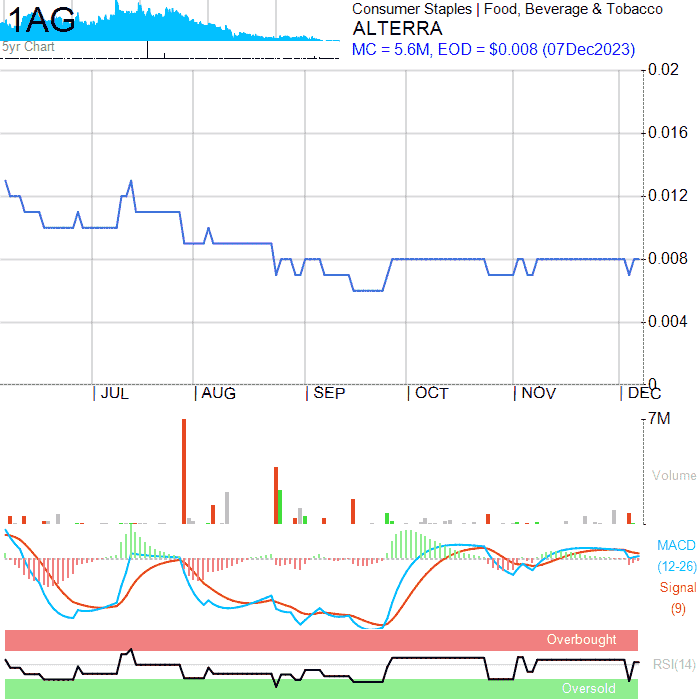 1AG
5yr Chart
Consumer Staples | Food, Beverage & Tobacco
ALTERRA
MC = 5.6M, EOD = $0.008 (07Dec2023)
0.02
0.016
0.012
0.008
0.004
0
JUL AUG SEP OCT NOV DEC
7M
Volume
MACD
(12-26)
Signal
(9)
Overbought
RSI(14)
Oversold